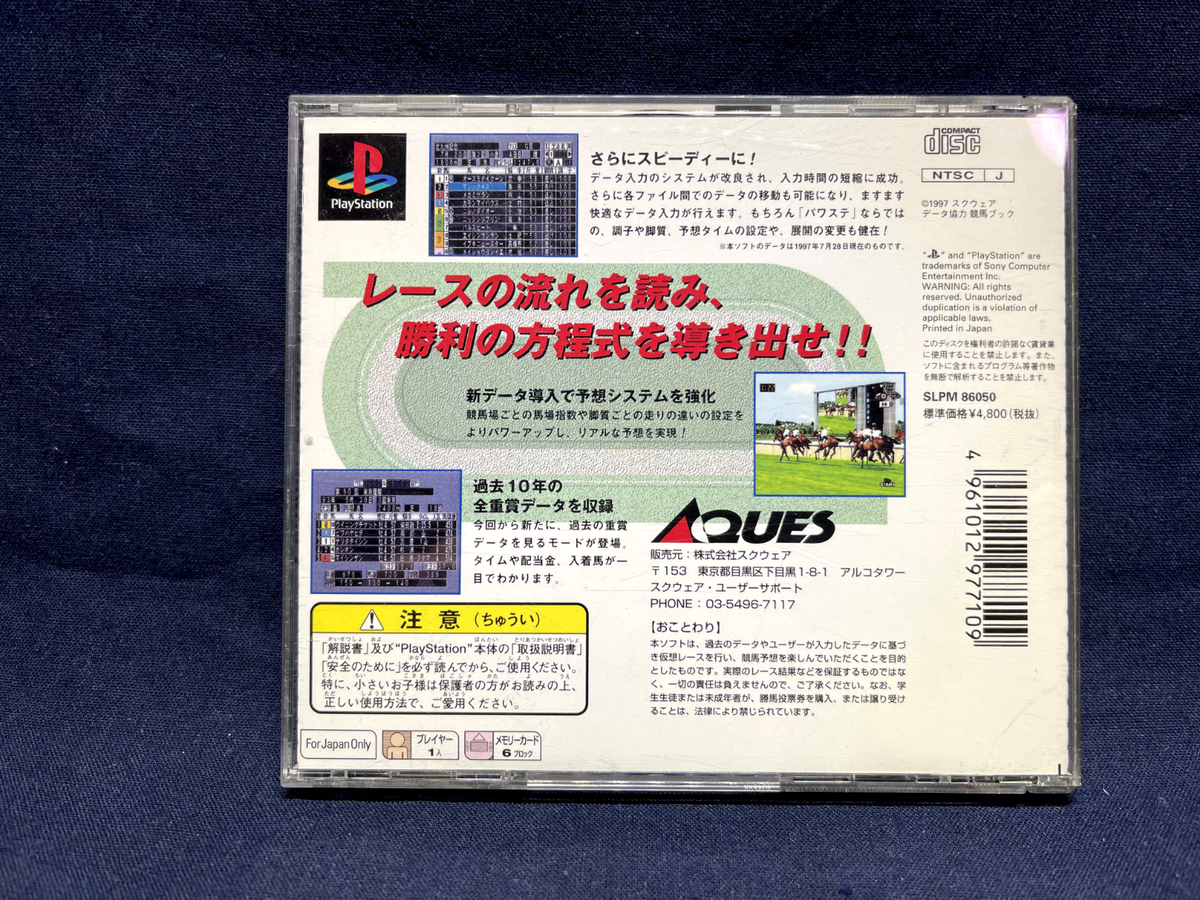 PlayStation
さらにスピーディーに!
データ入力のシステムが改良され、入力時間の短縮に成功。
さらに各ファイル間でのデータの移動も可能になり、ますます
快適なデータ入力が行えます。もちろん「パワステ」ならでは
の、調子や脚質、予想タイムの設定や、展開の変更も健在!
※本ソフトのデータは1997年7月28日現在のものです。
レースの流れを読み、
勝利の方程式を導き出せ!!
新データ導入で予想システムを強化
競馬場ごとの馬場指数や脚質ごとの走りの違いの設定を
よりパワーアップし、リアルな予想を実現!
過去10年の
全重賞データを収録
今回から新たに、過去の重賞
データを見るモードが登場。
タイムや配当金、入着馬が一
目でわかります。
AQUES
販売元:株式会社スクウェア
〒153 東京都目黒区下目黒1-8-1 アルコタワー
スクウェア・ユーザーサポート
PHONE:03-5496-7117
【おことわり】
本ソフトは、過去のデータやユーザーが入力したデータに基づ
き仮想レースを行い、競馬予想を楽しんでいただくことを目的
としたものです。実際のレース結果などを保証するものではな
く、一切の責任は負えませんので、ご了承ください。なお、学
生生徒または未成年者が、勝馬投票券を購入、または譲り受け
ることは、法律により禁じられています。
注意(ちゅうい)
「解説書」及び“PlayStation”本体の「取扱説明書」
「安全のために」を必ず読んでから、ご使用ください。
特に、小さいお子様は保護者の方がお読みの上、
正しい使用方法で、ご愛用ください。
For Japan Only
プレイヤー
1人
メモリーカード
6ブロック
COMPACT
disc
NTSC J
©1997 スクウェア
データ協力 競馬ブック
“PS” and “PlayStation” are
trademarks of Sony Computer
Entertainment Inc.
WARNING: All rights
reserved. Unauthorized
duplication is a violation of
applicable laws.
Printed in Japan
このディスクを権利者の許諾なく賃貸業
に使用することを禁止します。また、
ソフトに含まれるプログラム等著作物
を無断で解析することを禁止します。
SLPM 86050
標準価格¥4,800(税抜)
4 961012 977109